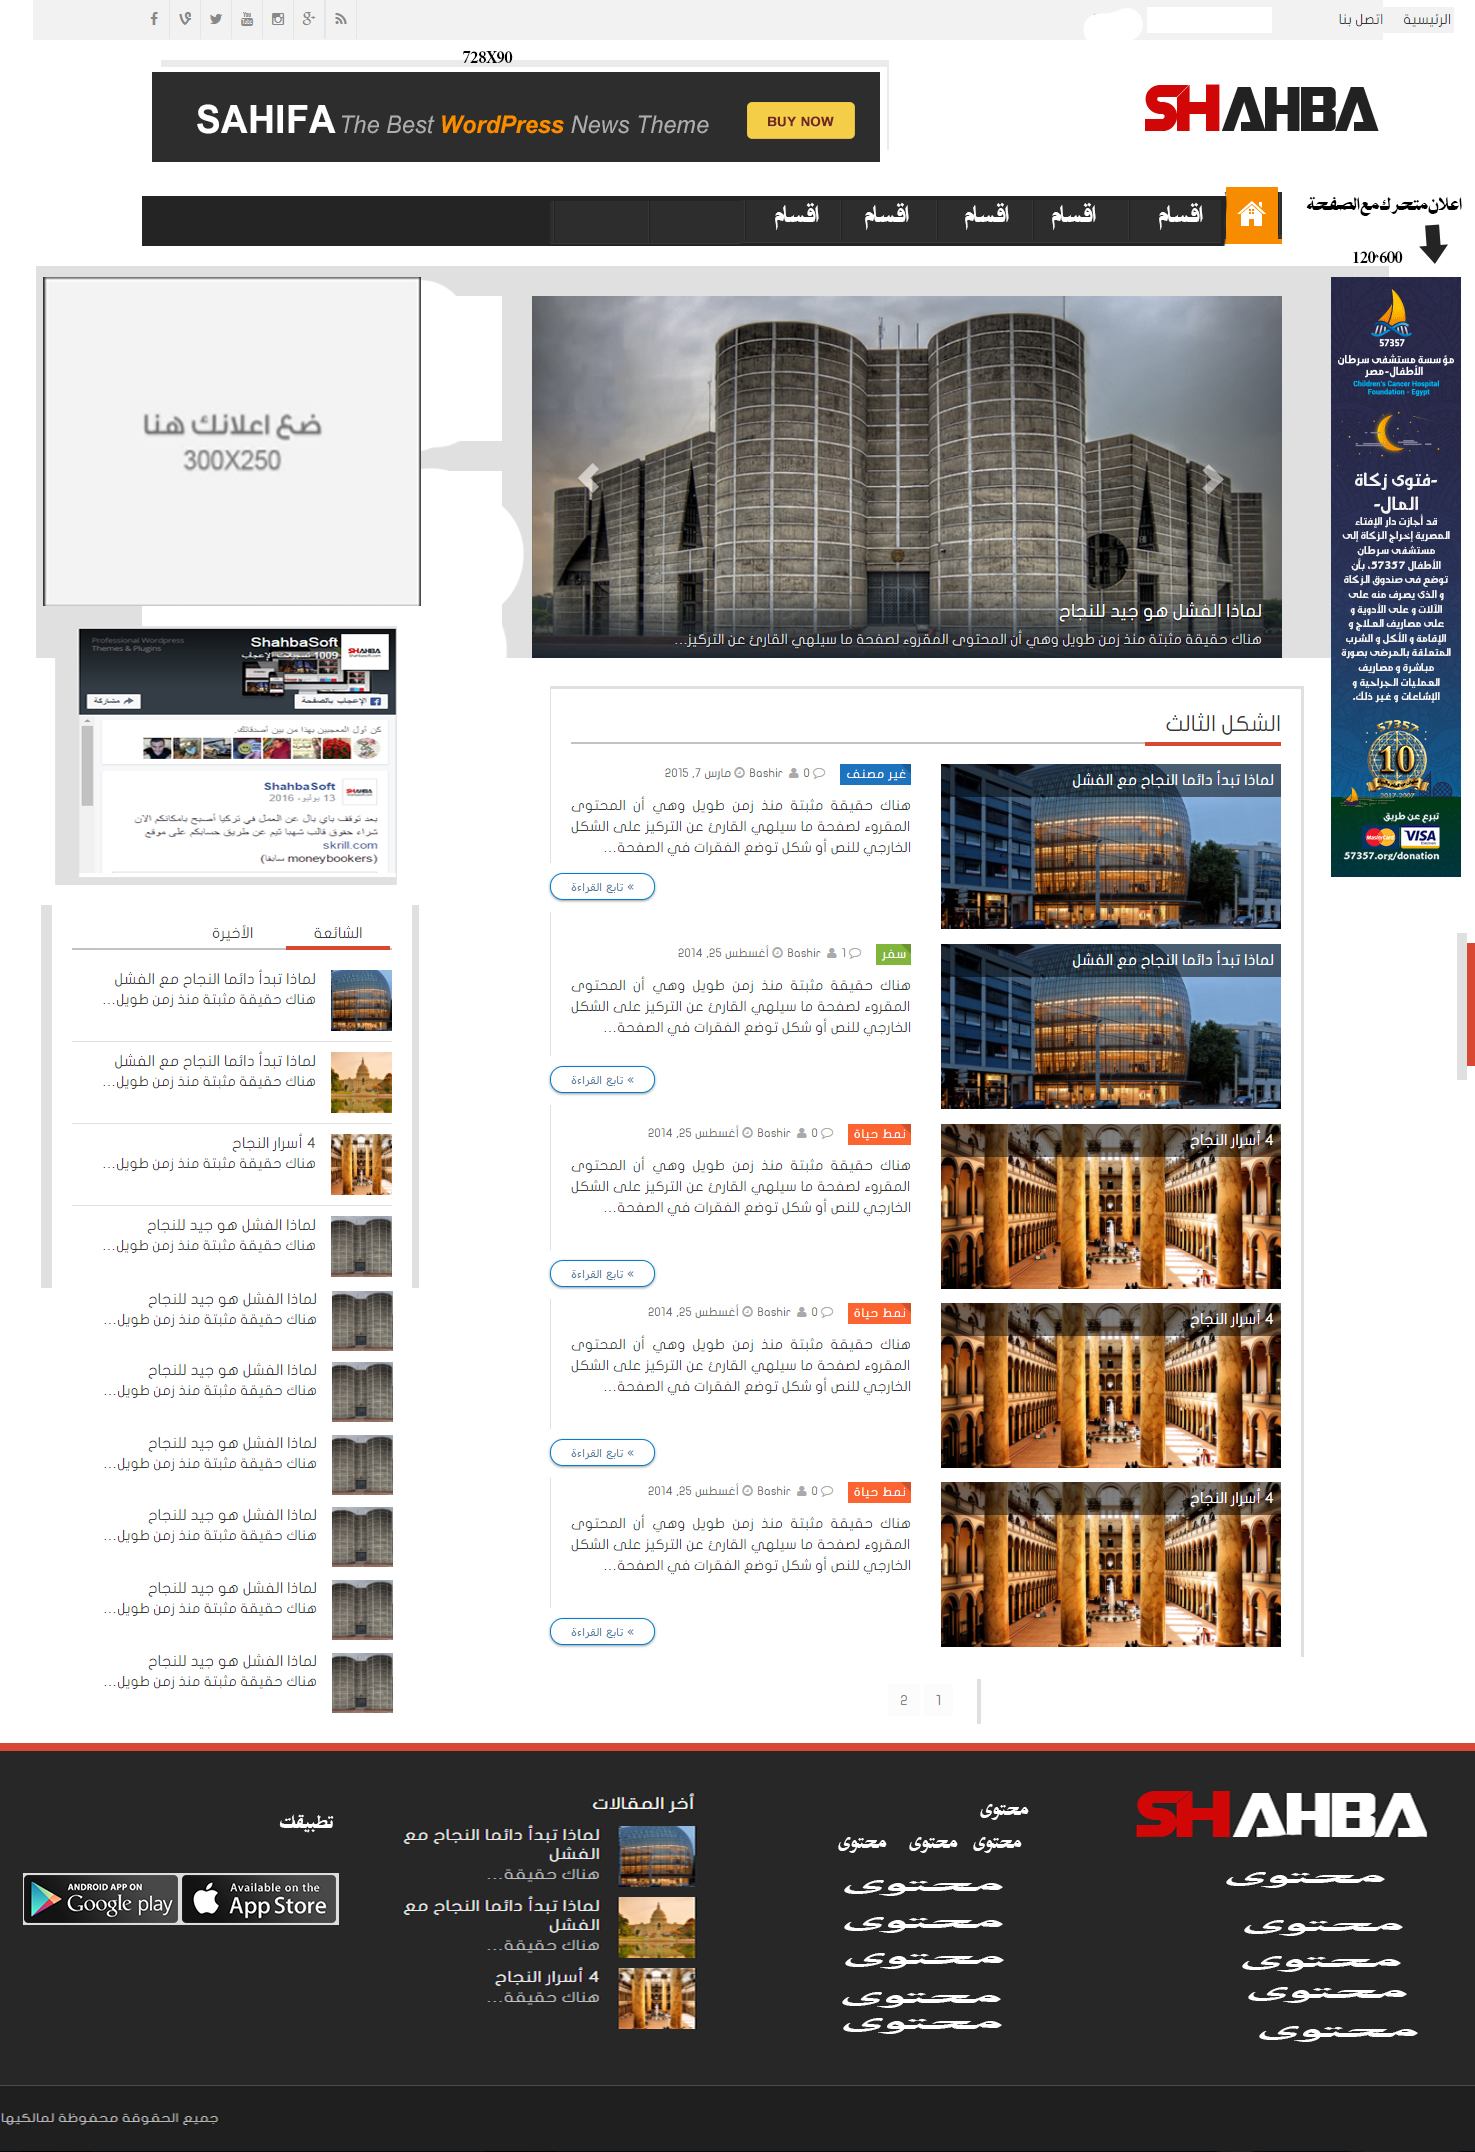 الرئيسية
اتصل بنا
728X90
SAHIFA The Best WordPress News Theme
BUY NOW
SHAHBA
اقسام
اقسام
اقسام
اقسام
اقسام
اعلان متحرك مع الصفحة
120*600
ضع اعلانك هنا
300X250
لماذا الفشل هو جيد للنجاح
هناك حقيقة مثبتة منذ زمن طويل وهي أن المحتوى المقروء لصفحة ما سيلهي القارئ عن التركيز...
57357
مؤسسة مستشفى سرطان
الأطفال-مصر
Children's Cancer Hospital
Foundation - Egypt
-فتوى زكاة
المال-
قد أجازت دار الإفتاء
المصرية إخراج الزكاة إلى
مستشفى سرطان
الأطفال 57357، بأن
توضع فى صندوق الزكاة
و الذى يصرف منه على
الآلات و على الأدوية و
على مصاريف العلاج و
الإقامة و الأكل و الشرب
المتعلقة بالمرضى بصورة
مباشرة و مصاريف
العمليات الجراحية و
الإشاعات و غير ذلك.
57357
10
2017-2007
تبرع عن طريق
MasterCard
VISA
57357.org/donation
Professional Wordpress
Themes & Plugins
ShahbaSoft
1009 تسجيلات الإعجاب
SHAHBA
مشاركة
الإعجاب بالصفحة
كن أول المعجبين بهذا من بين أصدقائك.
ShahbaSoft
13 يوليو، 2016
بعد توقف باي بال عن العمل في تركيا أصبح بامكانكم الان
شراء حقوق قالب شهبا تيم عن طريق حسابكم على موقع
skrill.com
(moneybookers سابقا)
الشكل الثالث
لماذا تبدأ دائما النجاح مع الفشل
غير مصنف
0
Bashir
مارس 7, 2015
هناك حقيقة مثبتة منذ زمن طويل وهي أن المحتوى
المقروء لصفحة ما سيلهي القارئ عن التركيز على الشكل
الخارجي للنص أو شكل توضع الفقرات في الصفحة...
تابع القراءة »
لماذا تبدأ دائما النجاح مع الفشل
سفر
1
Bashir
أغسطس 25, 2014
هناك حقيقة مثبتة منذ زمن طويل وهي أن المحتوى
المقروء لصفحة ما سيلهي القارئ عن التركيز على الشكل
الخارجي للنص أو شكل توضع الفقرات في الصفحة...
تابع القراءة »
4 أسرار النجاح
نمط حياة
0
Bashir
أغسطس 25, 2014
هناك حقيقة مثبتة منذ زمن طويل وهي أن المحتوى
المقروء لصفحة ما سيلهي القارئ عن التركيز على الشكل
الخارجي للنص أو شكل توضع الفقرات في الصفحة...
تابع القراءة »
4 أسرار النجاح
نمط حياة
0
Bashir
أغسطس 25, 2014
هناك حقيقة مثبتة منذ زمن طويل وهي أن المحتوى
المقروء لصفحة ما سيلهي القارئ عن التركيز على الشكل
الخارجي للنص أو شكل توضع الفقرات في الصفحة...
تابع القراءة »
4 أسرار النجاح
نمط حياة
0
Bashir
أغسطس 25, 2014
هناك حقيقة مثبتة منذ زمن طويل وهي أن المحتوى
المقروء لصفحة ما سيلهي القارئ عن التركيز على الشكل
الخارجي للنص أو شكل توضع الفقرات في الصفحة...
تابع القراءة »
1
2
الشائعة
الأخيرة
لماذا تبدأ دائما النجاح مع الفشل
هناك حقيقة مثبتة منذ زمن طويل...
لماذا تبدأ دائما النجاح مع الفشل
هناك حقيقة مثبتة منذ زمن طويل...
4 أسرار النجاح
هناك حقيقة مثبتة منذ زمن طويل...
لماذا الفشل هو جيد للنجاح
هناك حقيقة مثبتة منذ زمن طويل...
لماذا الفشل هو جيد للنجاح
هناك حقيقة مثبتة منذ زمن طويل...
لماذا الفشل هو جيد للنجاح
هناك حقيقة مثبتة منذ زمن طويل...
لماذا الفشل هو جيد للنجاح
هناك حقيقة مثبتة منذ زمن طويل...
لماذا الفشل هو جيد للنجاح
هناك حقيقة مثبتة منذ زمن طويل...
لماذا الفشل هو جيد للنجاح
هناك حقيقة مثبتة منذ زمن طويل...
لماذا الفشل هو جيد للنجاح
هناك حقيقة مثبتة منذ زمن طويل...
SHAHBA
محتوى
محتوى
محتوى
محتوى
محتوى
محتوى
محتوى محتوى محتوى
محتوى
محتوى
محتوى
محتوى
محتوى
أخر المقالات
لماذا تبدأ دائما النجاح مع
الفشل
هناك حقيقة...
لماذا تبدأ دائما النجاح مع
الفشل
هناك حقيقة...
4 أسرار النجاح
هناك حقيقة...
تطبيقات
ANDROID APP ON
Google play
Available on the
App Store
جميع الحقوقة محفوظة لمالكيها